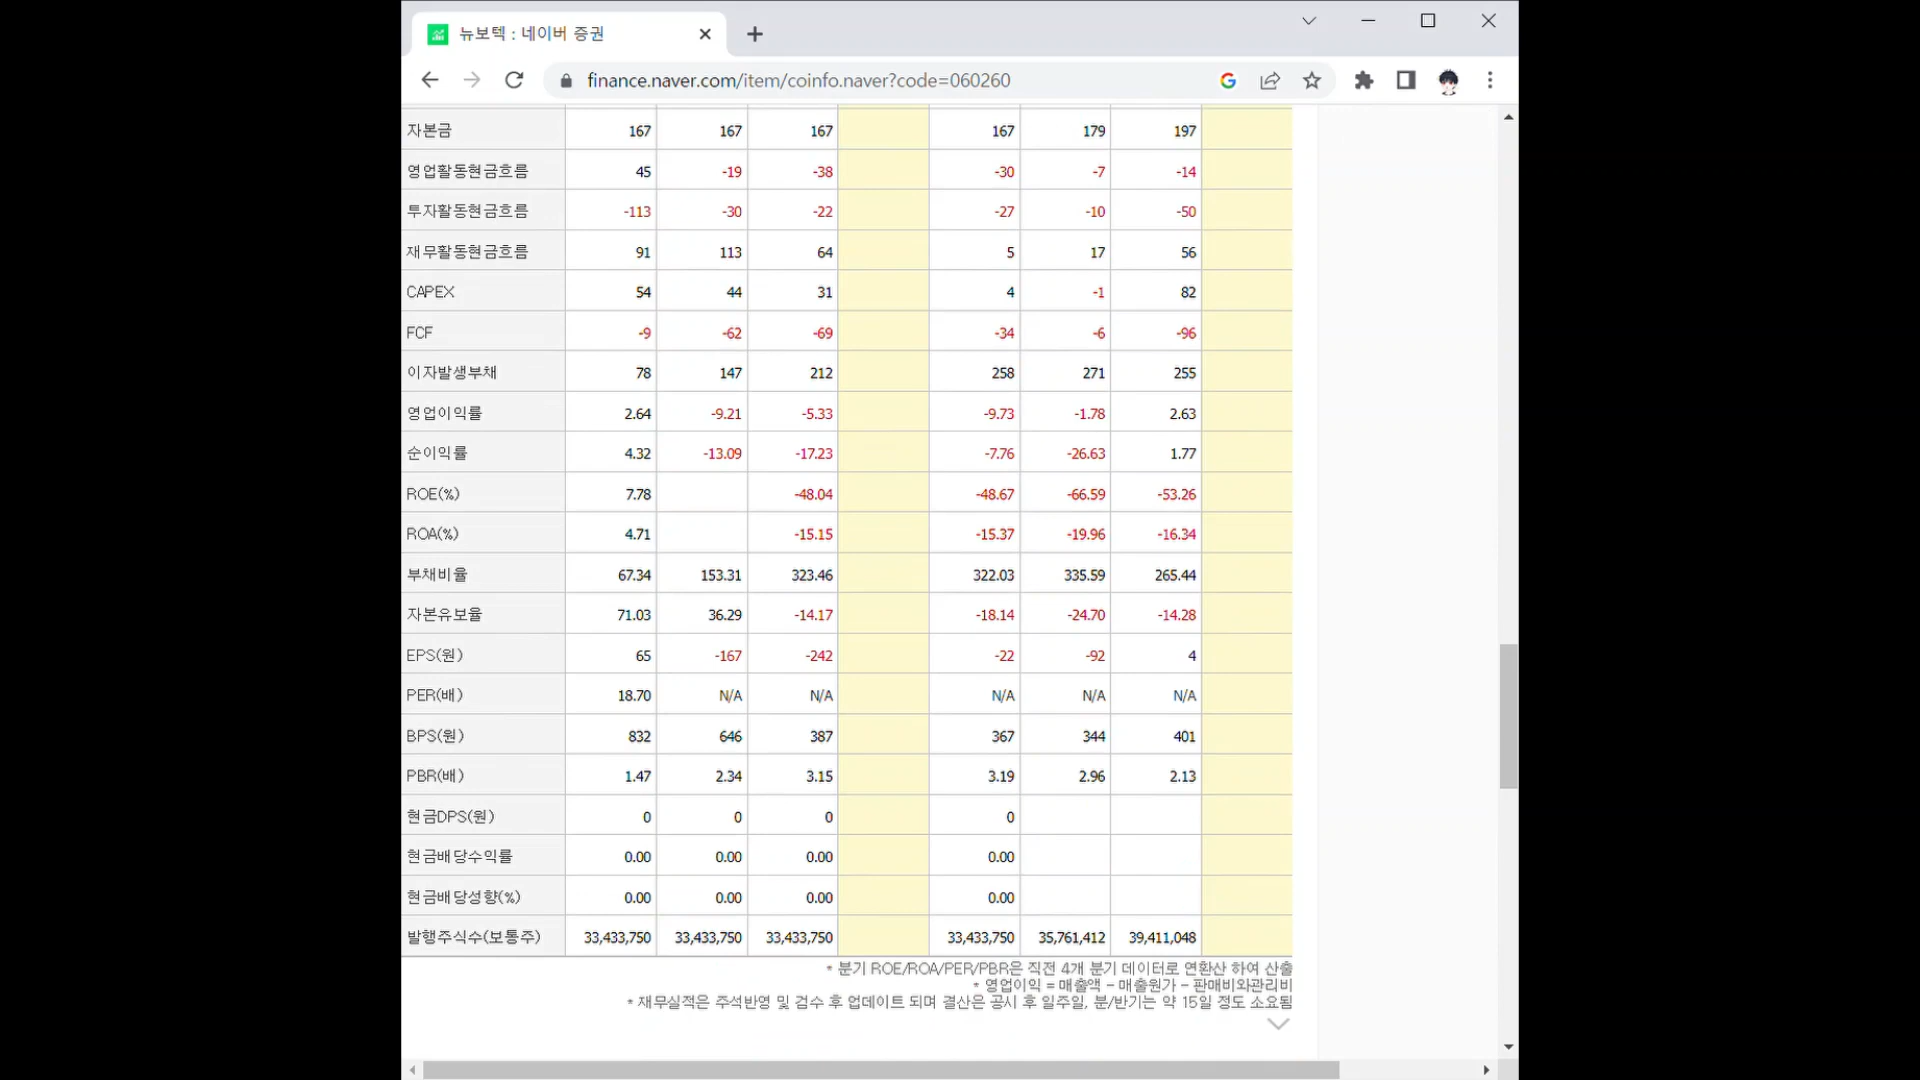 뉴보텍 : 네이버 증권
finance.naver.com/item/coinfo.naver?code=060260
자본금 167 167 167 167 179 197
영업활동현금흐름 45 -19 -38 -30 -7 -14
투자활동현금흐름 -113 -30 -22 -27 -10 -50
재무활동현금흐름 91 113 64 5 17 56
CAPEX 54 44 31 4 -1 82
FCF -9 -62 -69 -34 -6 -96
이자발생부채 78 147 212 258 271 255
영업이익률 2.64 -9.21 -5.33 -9.73 -1.78 2.63
순이익률 4.32 -13.09 -17.23 -7.76 -26.63 1.77
ROE(%) 7.78 -48.04 -48.67 -66.59 -53.26
ROA(%) 4.71 -15.15 -15.37 -19.96 -16.34
부채비율 67.34 153.31 323.46 322.03 335.59 265.44
자본유보율 71.03 36.29 -14.17 -18.14 -24.70 -14.28
EPS(원) 65 -167 -242 -22 -92 4
PER(배) 18.70 N/A N/A N/A N/A N/A
BPS(원) 832 646 387 367 344 401
PBR(배) 1.47 2.34 3.15 3.19 2.96 2.13
현금DPS(원) 0 0 0 0
현금배당수익률 0.00 0.00 0.00 0.00
현금배당성향(%) 0.00 0.00 0.00 0.00
발행주식수(보통주) 33,433,750 33,433,750 33,433,750 33,433,750 35,761,412 39,411,048
* 분기 ROE/ROA/PER/PBR은 직전 4개 분기 데이터로 연환산 하여 산출
* 영업이익 = 매출액 - 매출원가 - 판매비와관리비
* 재무실적은 주석반영 및 검수 후 업데이트 되며 결산은 공시 후 일주일, 분/반기는 약 15일 정도 소요됨